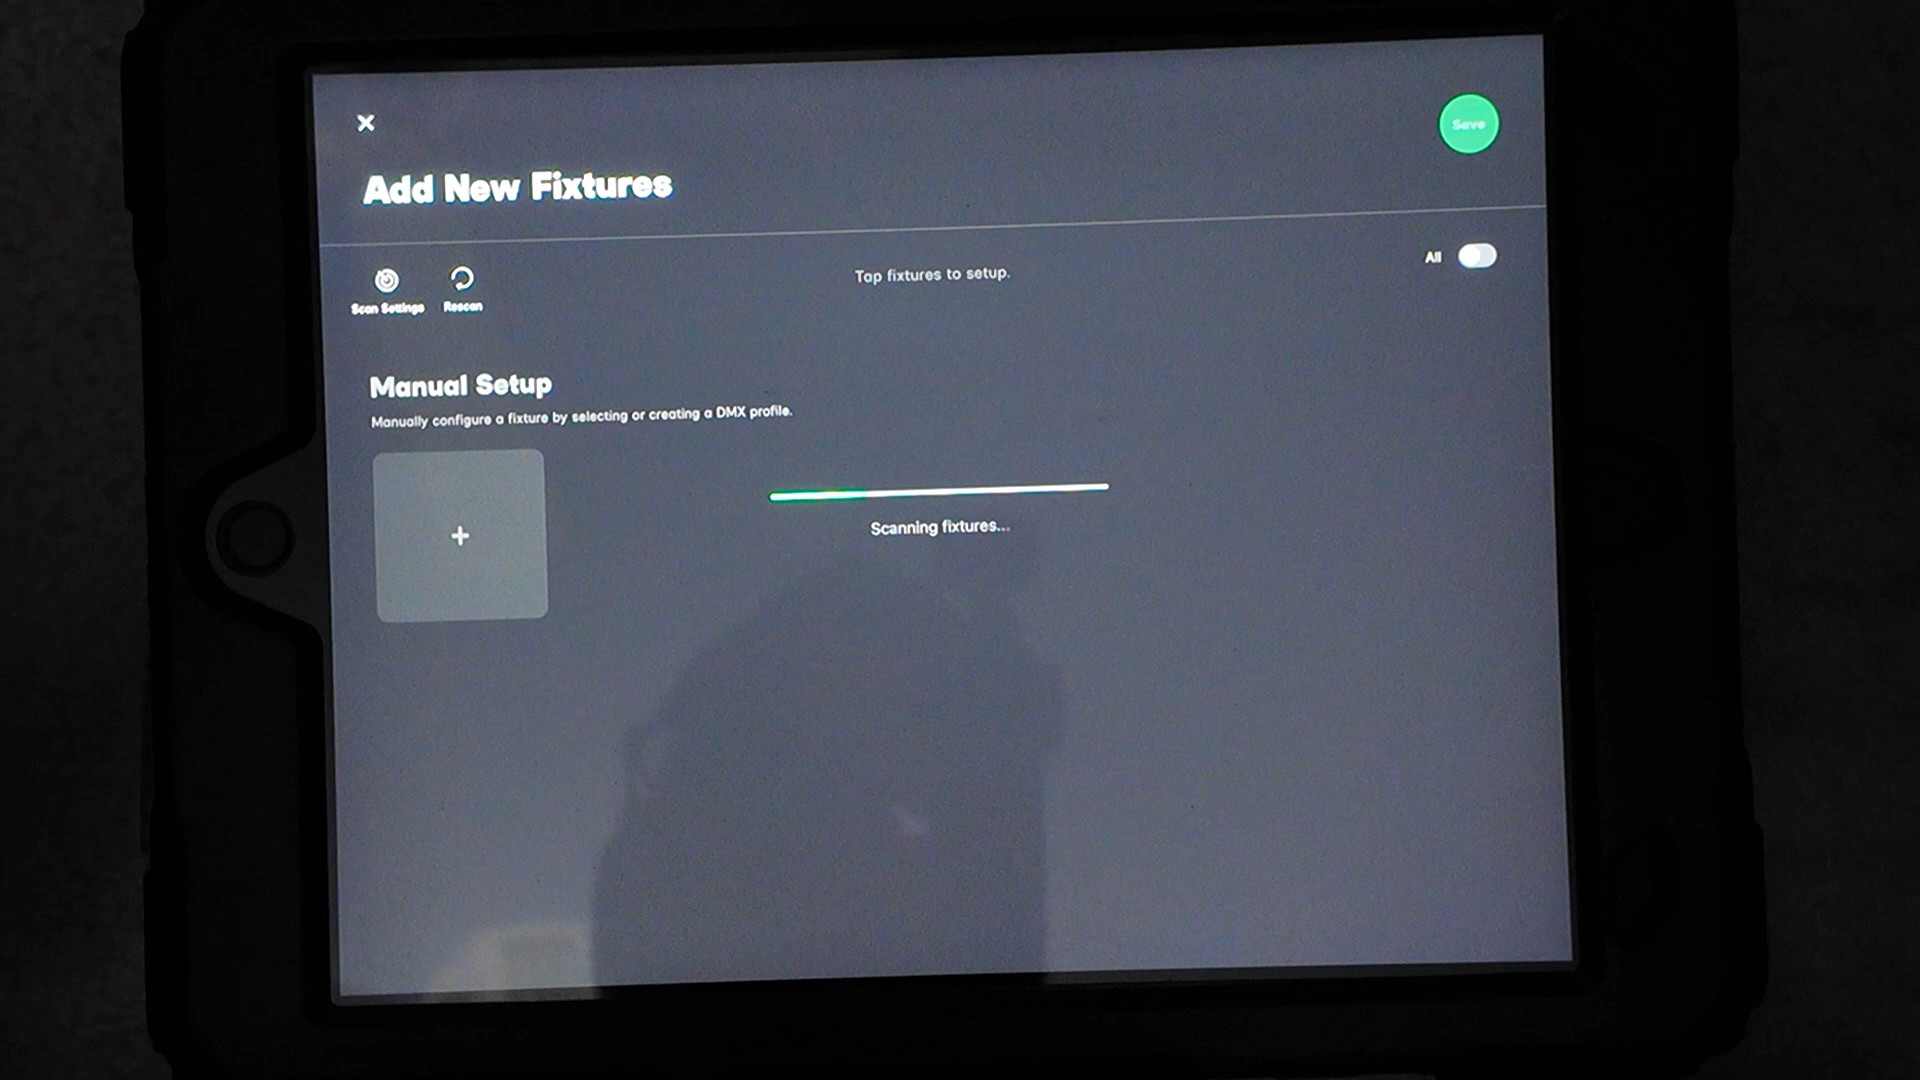 Save
Add New Fixtures
All
Tap fixtures to setup.
Scan Settings
Rescan
Manual Setup
Manually configure a fixture by selecting or creating a DMX profile.
Scanning fixtures...